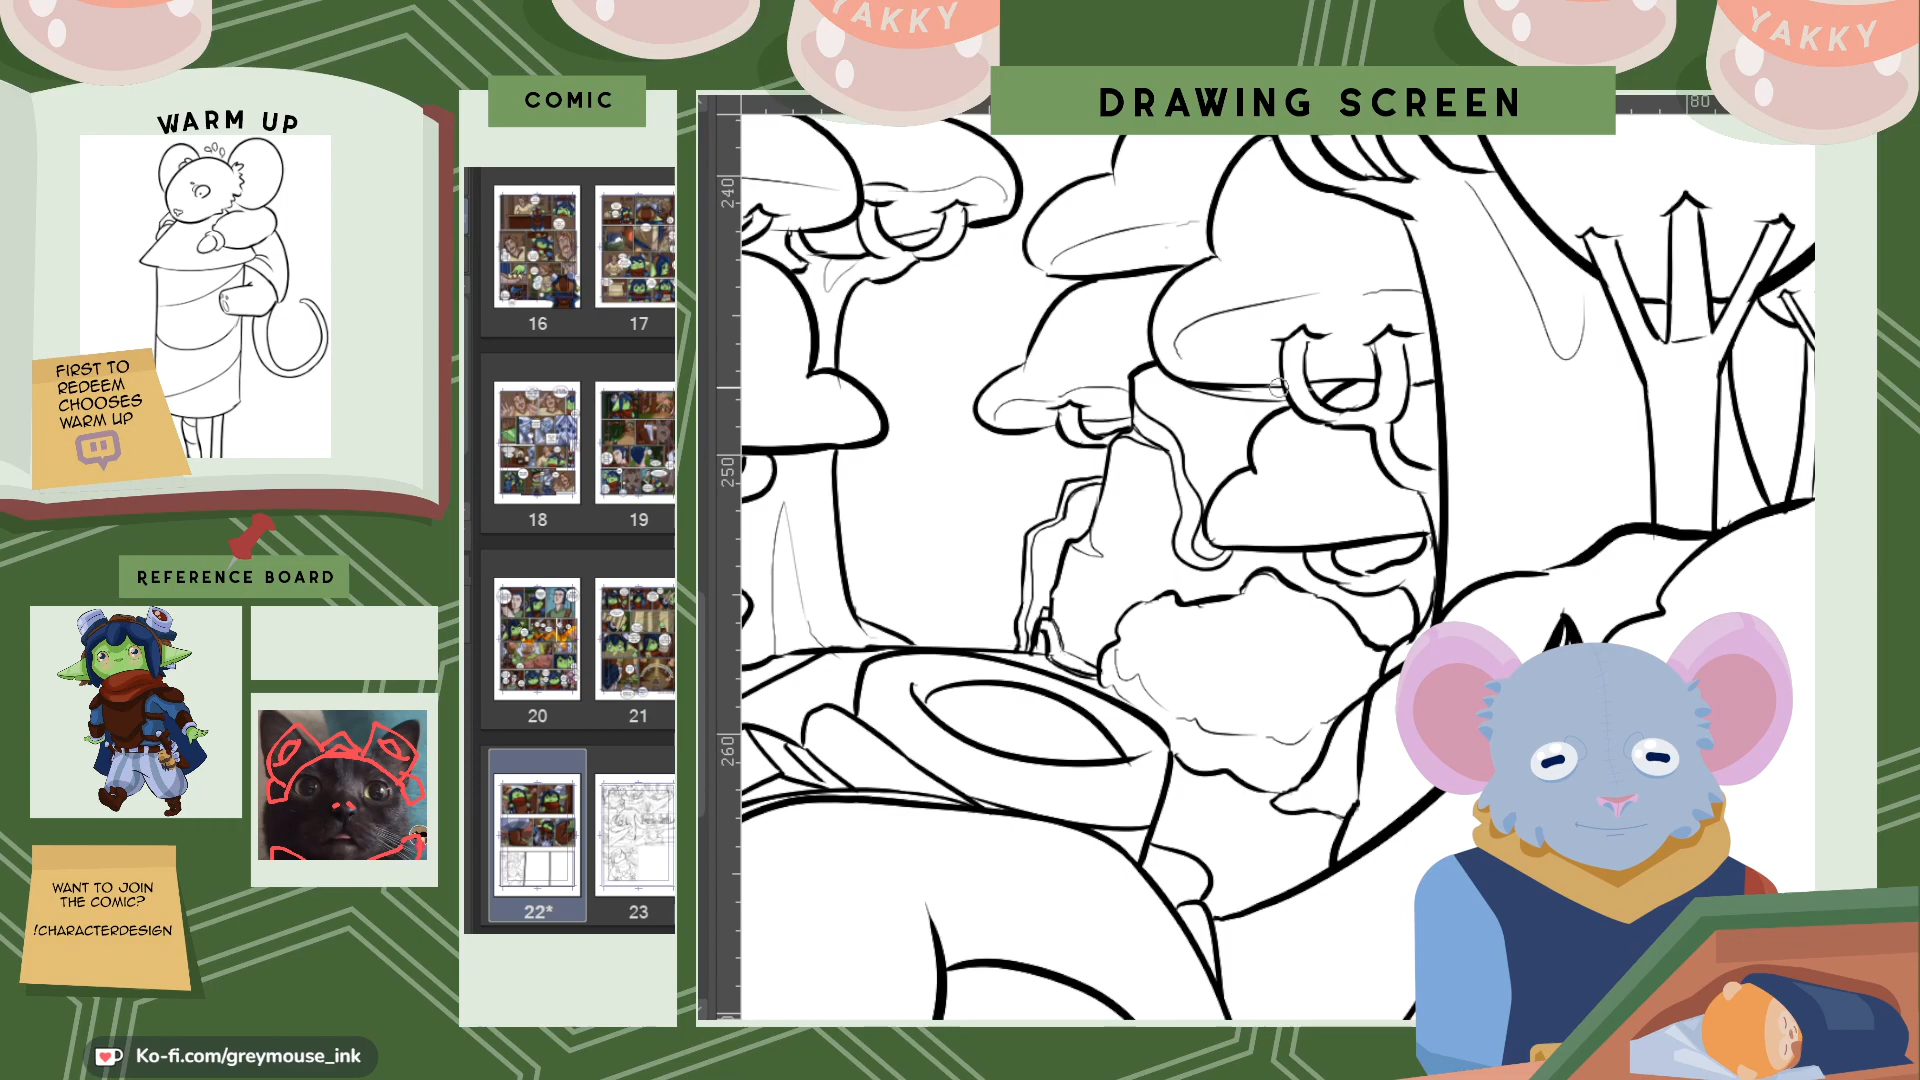 YAKKY
YAKKY
WARM UP
COMIC
DRAWING SCREEN
80
240
250
260
FIRST TO
REDEEM
CHOOSES
WARM UP
16
17
18
19
20
21
22*
23
REFERENCE BOARD
WANT TO JOIN
THE COMIC?
!CHARACTERDESIGN
Ko-fi.com/greymouse_ink